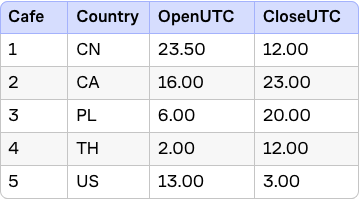 Cafe Country OpenUTC CloseUTC
1 CN 23.50 12.00
2 CA 16.00 23.00
3 PL 6.00 20.00
4 TH 2.00 12.00
5 US 13.00 3.00